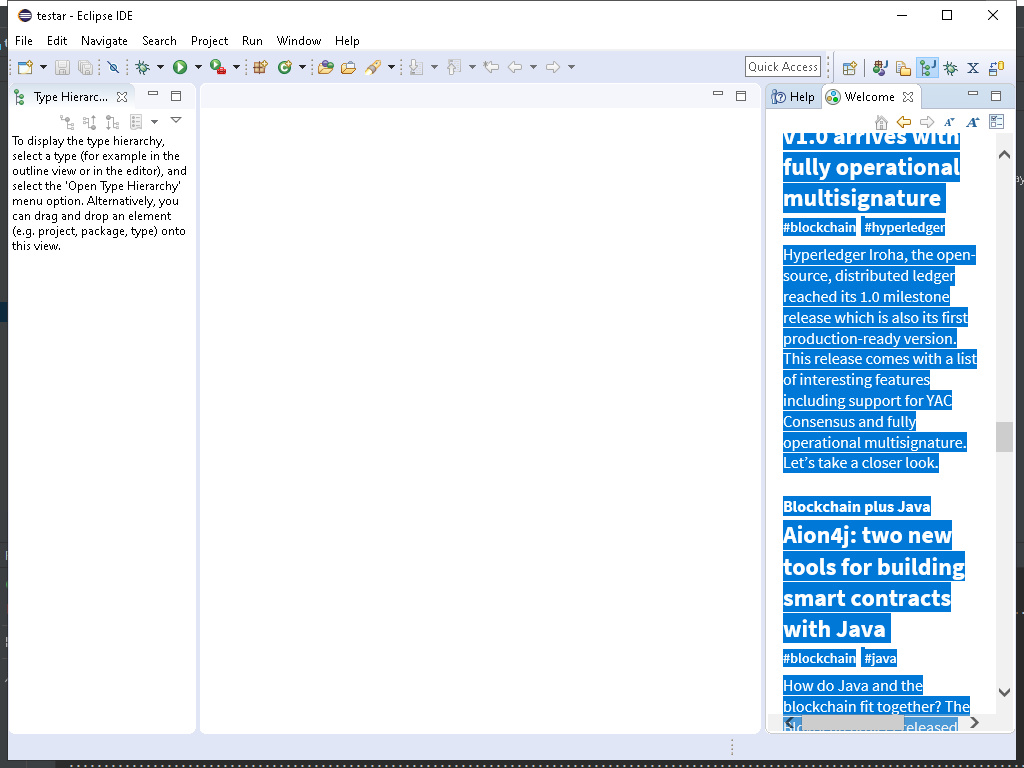 testar - Eclipse IDE
File Edit Navigate Search Project Run Window Help
Quick Access
Type Hierarc...
Help Welcome
To display the type hierarchy,
select a type (for example in the
outline view or in the editor), and
select the 'Open Type Hierarchy'
menu option. Alternatively, you
can drag and drop an element
(e.g. project, package, type) onto
this view.
v1.0 arrives with
fully operational
multisignature
#blockchain #hyperledger
Hyperledger Iroha, the open-
source, distributed ledger
reached its 1.0 milestone
release which is also its first
production-ready version.
This release comes with a list
of interesting features
including support for YAC
Consensus and fully
operational multisignature.
Let’s take a closer look.
Blockchain plus Java
Aion4j: two new
tools for building
smart contracts
with Java
#blockchain #java
How do Java and the
blockchain fit together? The
released